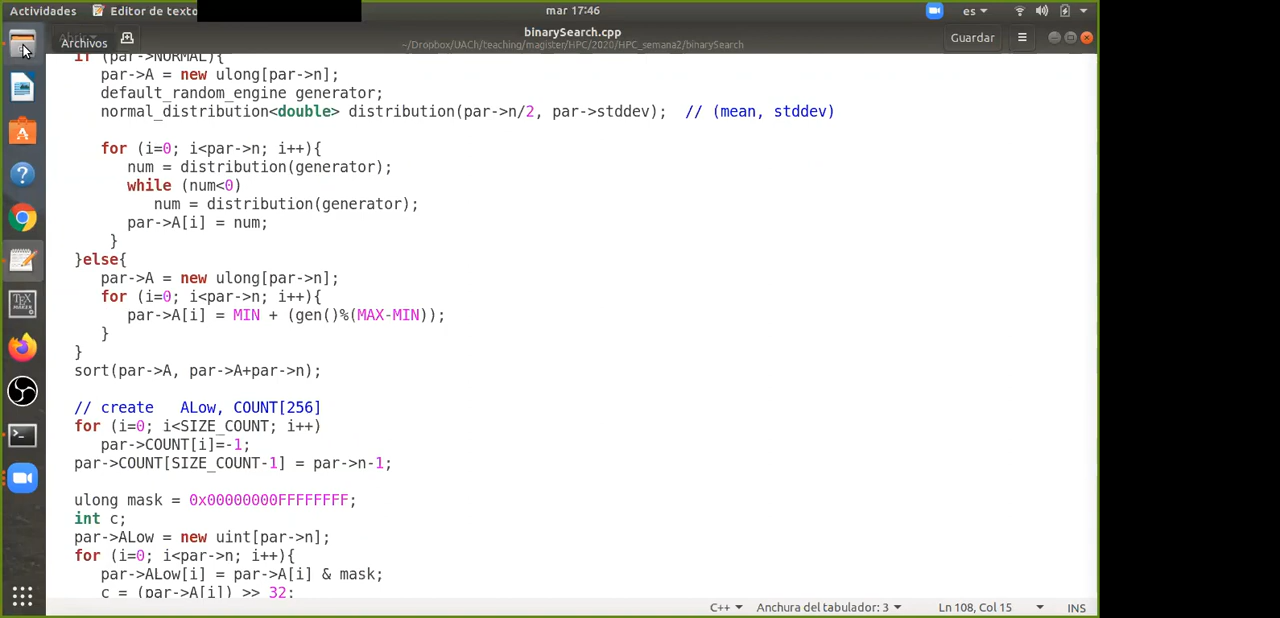 Actividades
Editor de texto
mar 17:46
es
Archivos
binarySearch.cpp
~/Dropbox/UACh/teaching/magister/HPC/2020/HPC_semana2/binarySearch
Guardar
if (par->NORMAL){
par->A = new ulong[par->n];
default_random_engine generator;
normal_distribution<double> distribution(par->n/2, par->stddev);  // (mean, stddev)
for (i=0; i<par->n; i++){
num = distribution(generator);
while (num<0)
num = distribution(generator);
par->A[i] = num;
}
}else{
par->A = new ulong[par->n];
for (i=0; i<par->n; i++){
par->A[i] = MIN + (gen()%(MAX-MIN));
}
}
sort(par->A, par->A+par->n);
// create   ALow, COUNT[256]
for (i=0; i<SIZE_COUNT; i++)
par->COUNT[i]=-1;
par->COUNT[SIZE_COUNT-1] = par->n-1;
ulong mask = 0x00000000FFFFFFFF;
int c;
par->ALow = new uint[par->n];
for (i=0; i<par->n; i++){
par->ALow[i] = par->A[i] & mask;
c = (par->A[i]) >> 32;
C++
Anchura del tabulador: 3
Ln 108, Col 15
INS